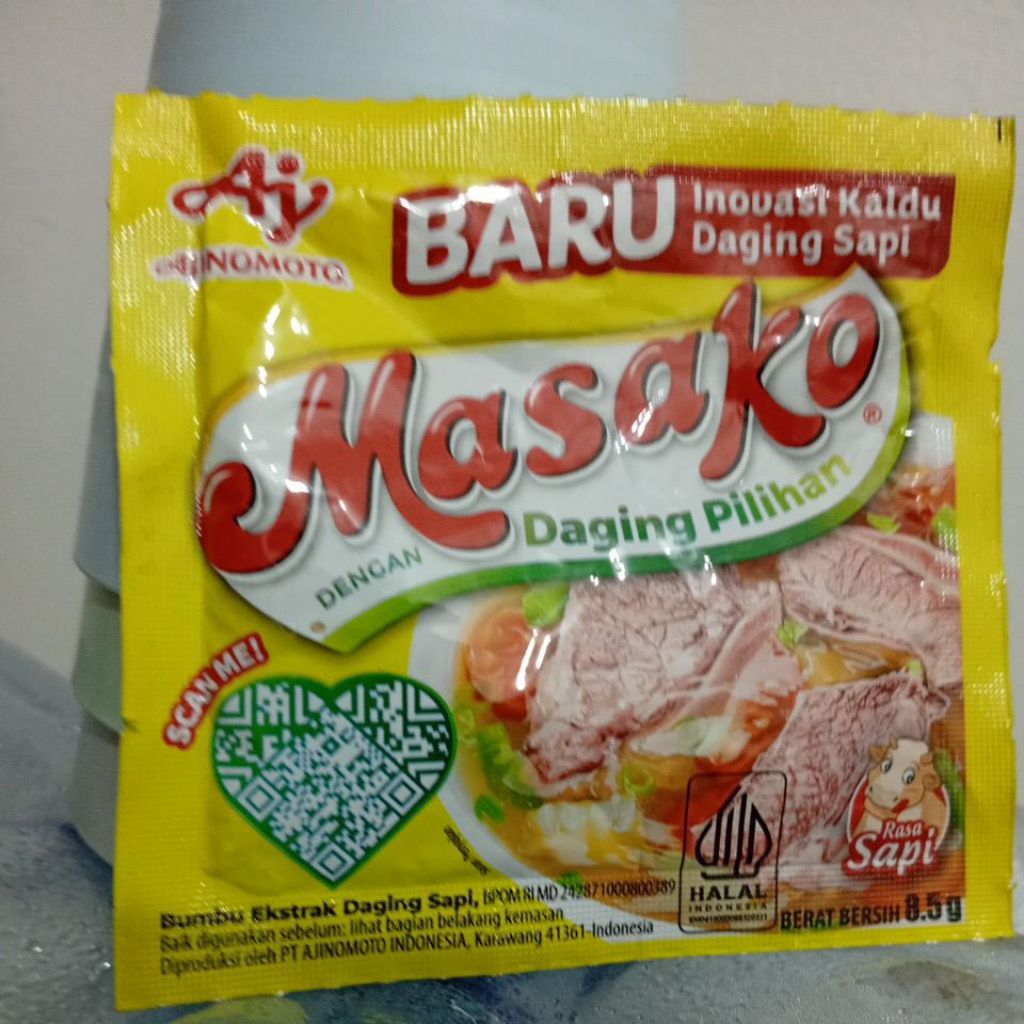 Aj
AJINOMOTO
BARU
Inovasi Kaldu
Daging Sapi
Masako®
DENGAN Daging Pilihan
SCAN ME!
Rasa
Sapi
HALAL
INDONESIA
Bumbu Ekstrak Daging Sapi, BPOM RI MD 242871000800389
Baik digunakan sebelum: lihat bagian belakang kemasan
Diproduksi oleh PT AJINOMOTO INDONESIA, Karawang 41361-Indonesia
BERAT BERSIH 8.5g